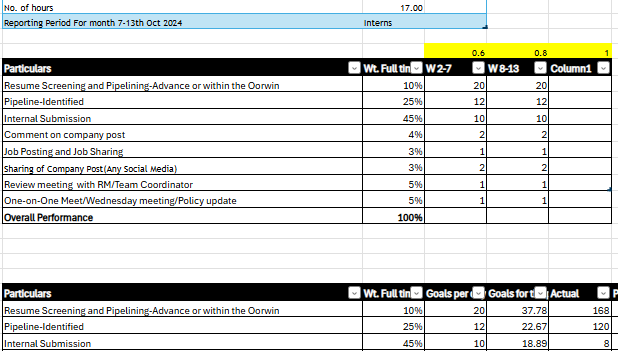 No. of hours 17.00
Reporting Period For month 7-13th Oct 2024 Interns
0.6 0.8 1
Particulars Wt. Full tin W 2-7 W 8-13 Column1
Resume Screening and Pipelining-Advance or within the Oorwin 10% 20 20
Pipeline-Identified 25% 12 12
Internal Submission 45% 10 10
Comment on company post 4% 2 2
Job Posting and Job Sharing 3% 1 1
Sharing of Company Post(Any Social Media) 3% 2 2
Review meeting with RM/Team Coordinator 5% 1 1
One-on-One Meet/Wednesday meeting/Policy update 5% 1 1
Overall Performance 100%
Particulars Wt. Full tin Goals per Goals for t Actual P
Resume Screening and Pipelining-Advance or within the Oorwin 10% 20 37.78 168
Pipeline-Identified 25% 12 22.67 120
Internal Submission 45% 10 18.89 8